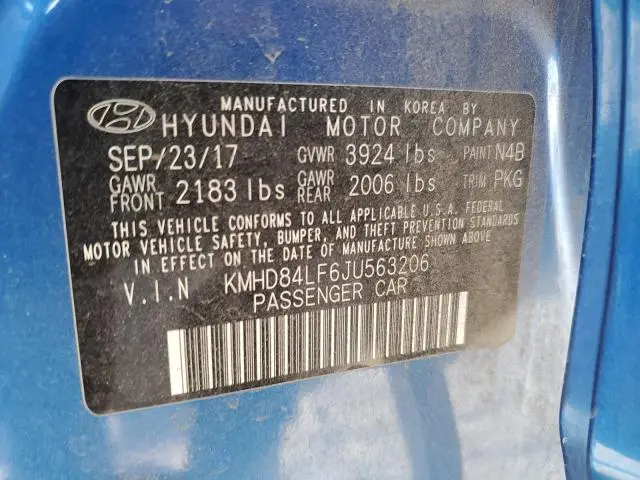 MANUFACTURED IN KOREA BY
HYUNDAI MOTOR COMPANY
SEP/23/17 GVWR 3924 lbs PAINT N4B
GAWR FRONT 2183 lbs GAWR REAR 2006 lbs TRIM PKG
THIS VEHICLE CONFORMS TO ALL APPLICABLE U.S.A. FEDERAL
MOTOR VEHICLE SAFETY, BUMPER, AND THEFT PREVENTION STANDARDS
IN EFFECT ON THE DATE OF MANUFACTURE SHOWN ABOVE.
V.I.N KMHD84LF6JU563206
PASSENGER CAR